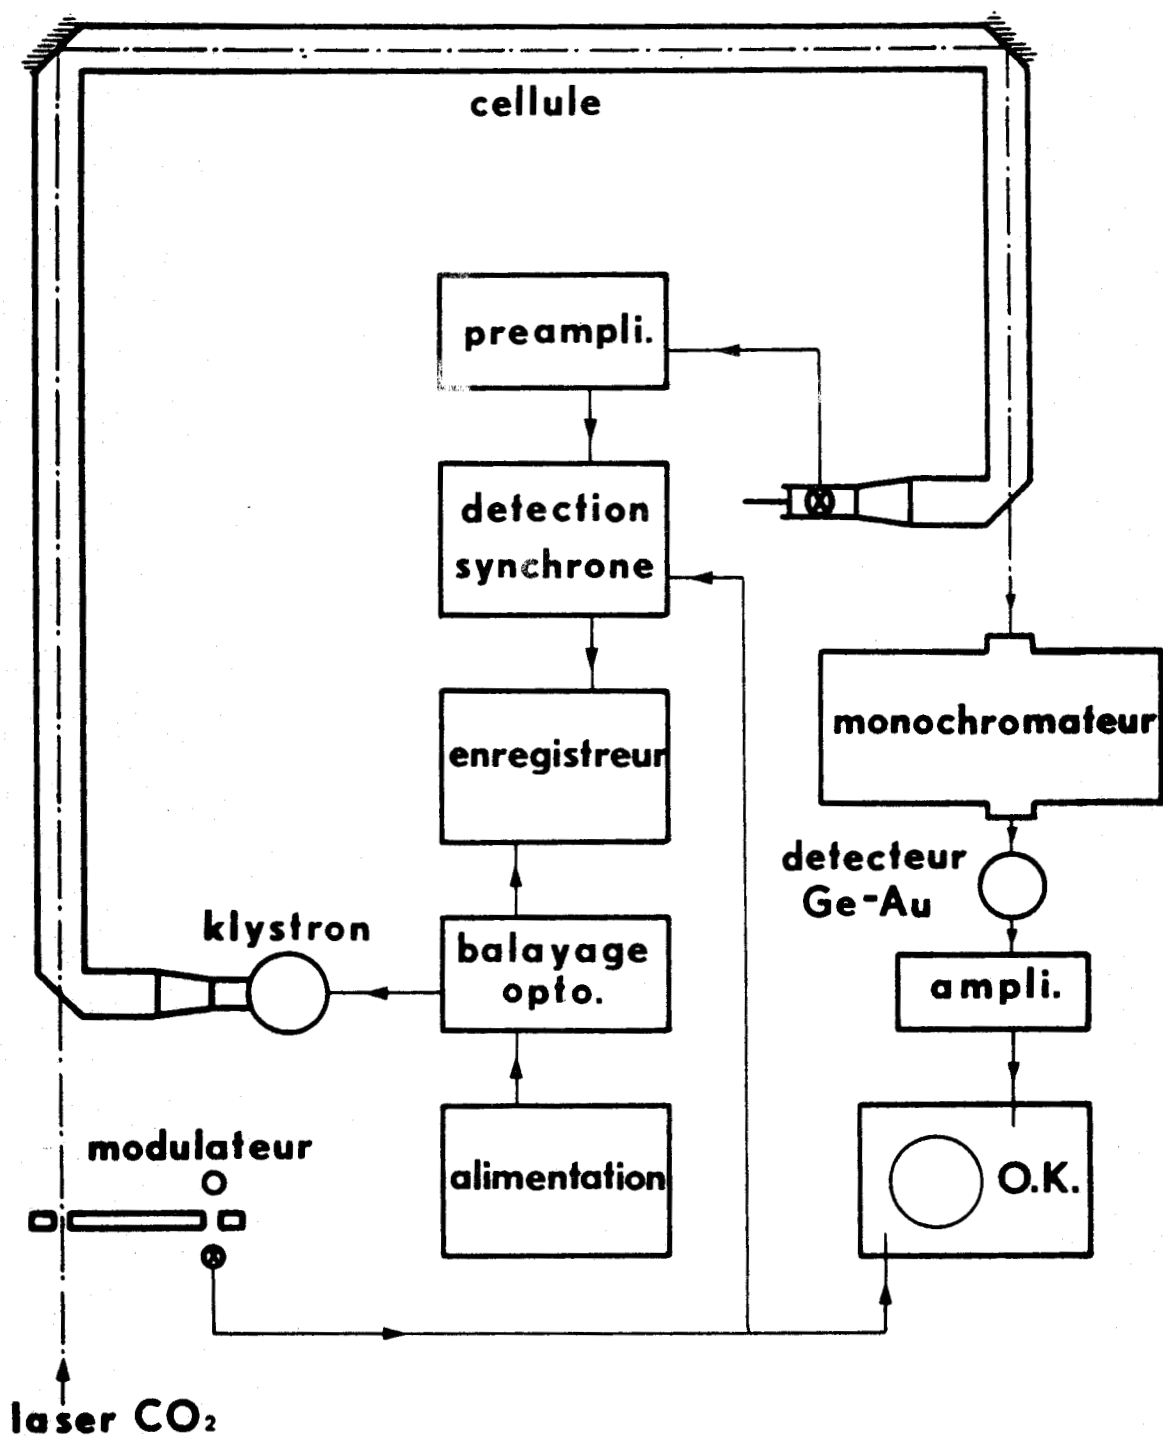 cellule
preampli.
detection
synchrone
enregistreur
monochromateur
detecteur
Ge-Au
klystron
balayage
opto.
ampli.
modulateur
alimentation
O.K.
laser CO₂